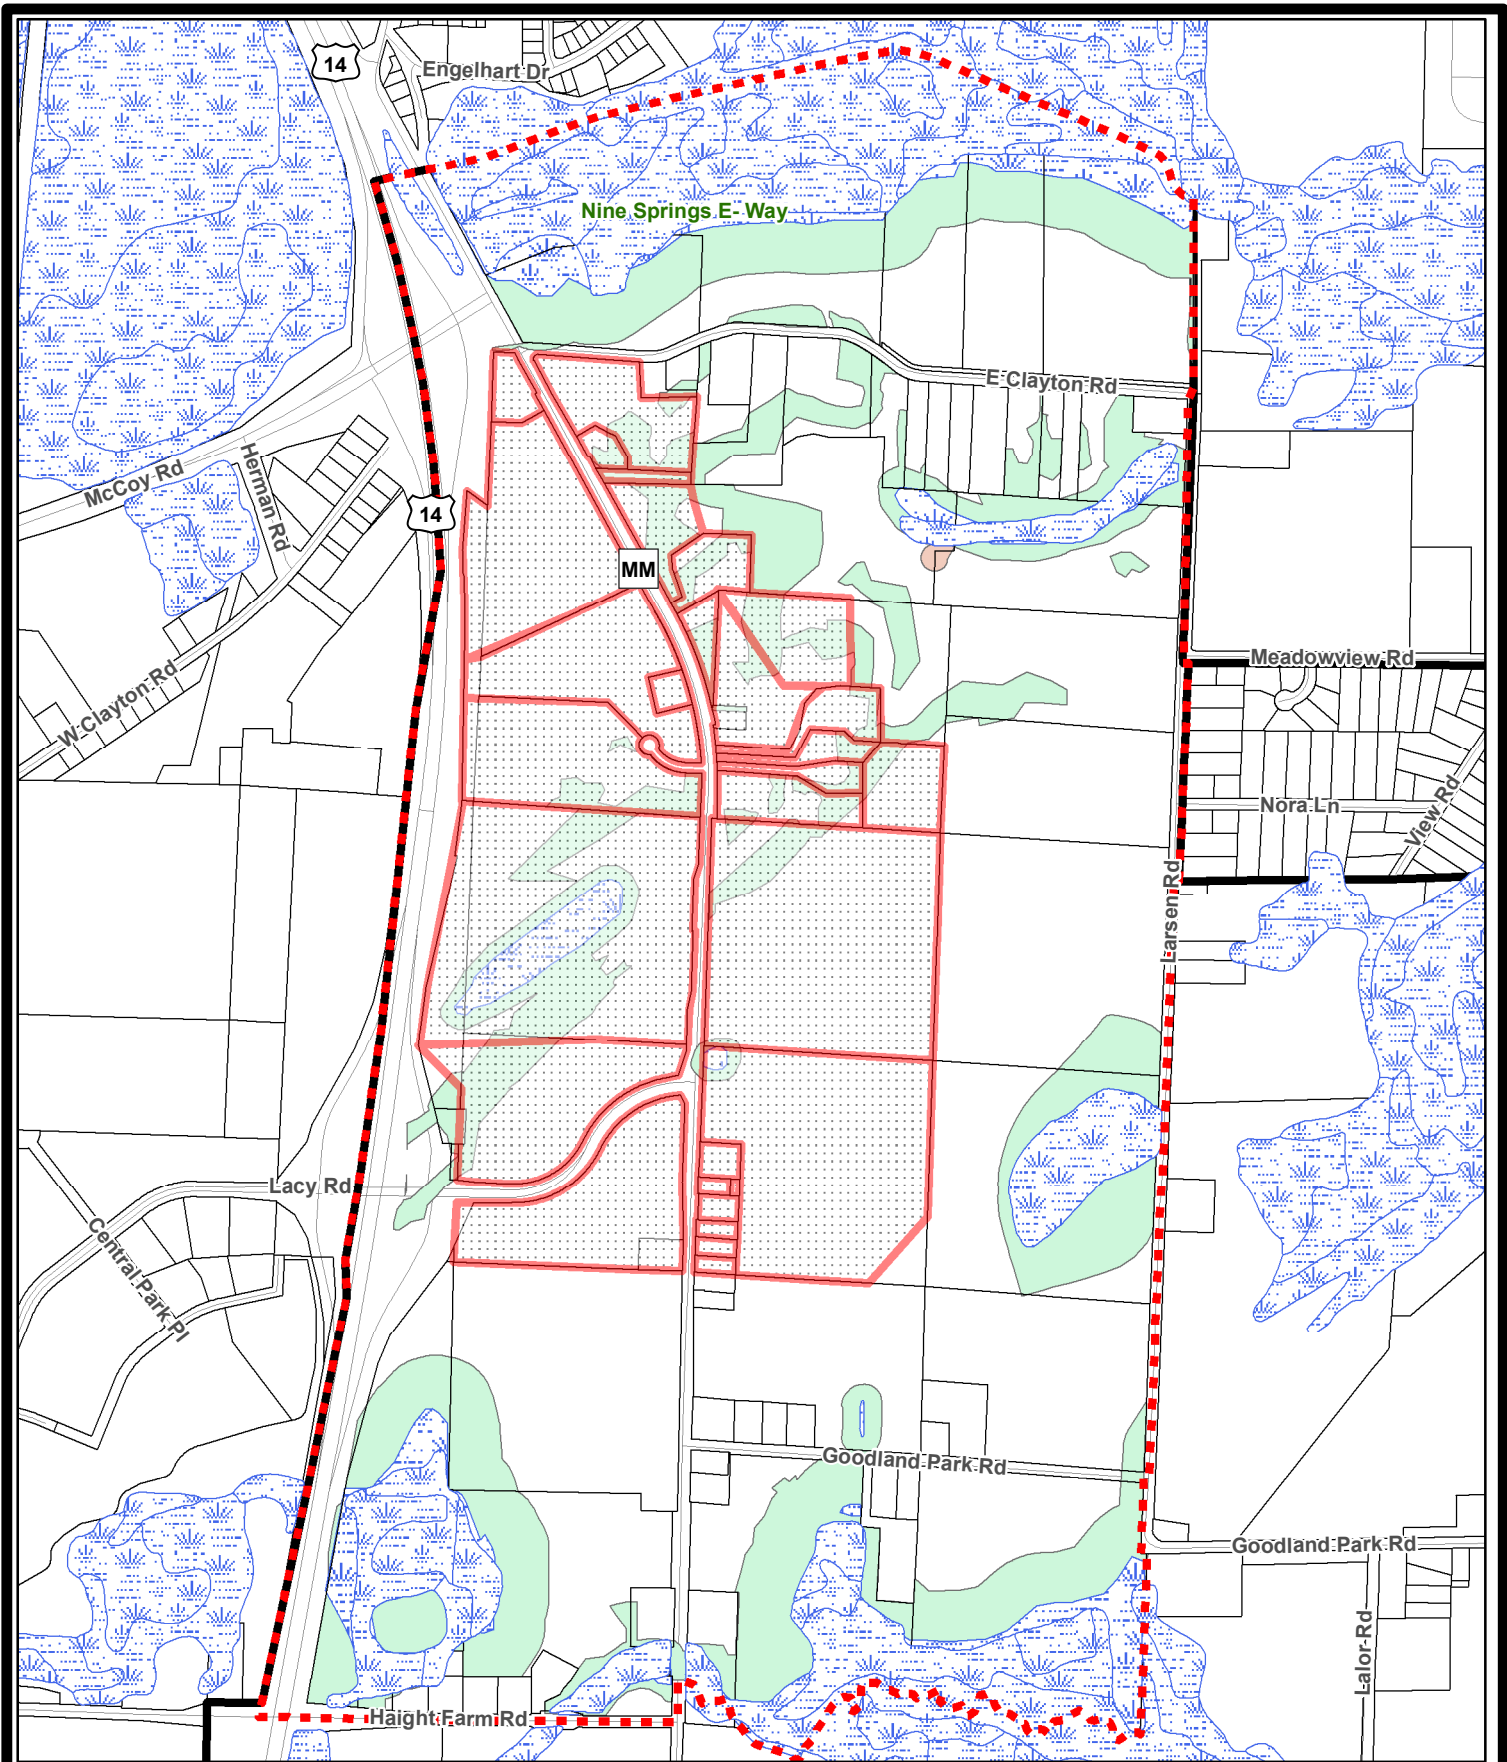 14
Engelhart Dr
Nine Springs E-Way
E Clayton Rd
McCoy Rd
Herman Rd
14
MM
Meadowview Rd
W Clayton Rd
Nora Ln
View Rd
Larsen Rd
Lacy Rd
Central Park Pl
Goodland Park Rd
Goodland Park Rd
Lalor Rd
Haight Farm Rd